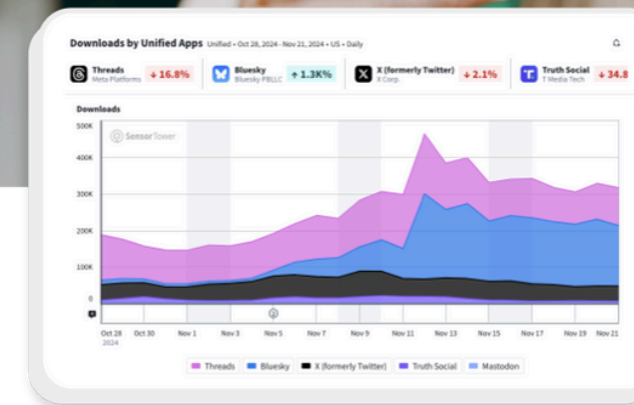 Downloads by Unified Apps Unified • Oct 28, 2024 - Nov 21, 2024 • US • Daily
Threads
Meta Platforms
↓ 16.8%
Bluesky
Bluesky PBLLC
↑ 1.3K%
X (formerly Twitter)
X Corp.
↓ 2.1%
Truth Social
T Media Tech
↓ 34.8
Downloads
SensorTower
500K
400K
300K
200K
100K
0
Oct 28 Oct 30 Nov 1 Nov 3 Nov 5 Nov 7 Nov 9 Nov 11 Nov 13 Nov 15 Nov 17 Nov 19 Nov 21
2024
Threads Bluesky X (formerly Twitter) Truth Social Mastodon